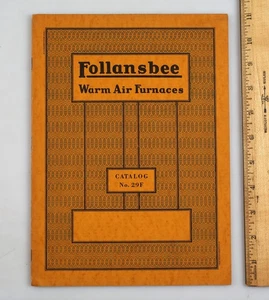 Follansbee
Warm Air Furnaces
CATALOG
No. 29F